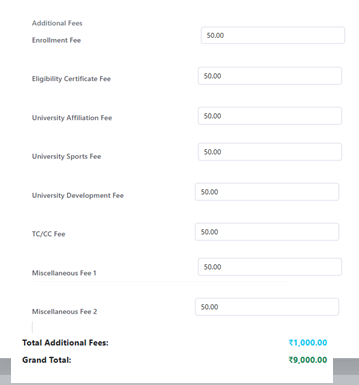 Additional Fees
Enrollment Fee 50.00
Eligibility Certificate Fee 50.00
University Affiliation Fee 50.00
University Sports Fee 50.00
University Development Fee 50.00
TC/CC Fee 50.00
Miscellaneous Fee 1 50.00
Miscellaneous Fee 2 50.00
Total Additional Fees: ₹1,000.00
Grand Total: ₹9,000.00